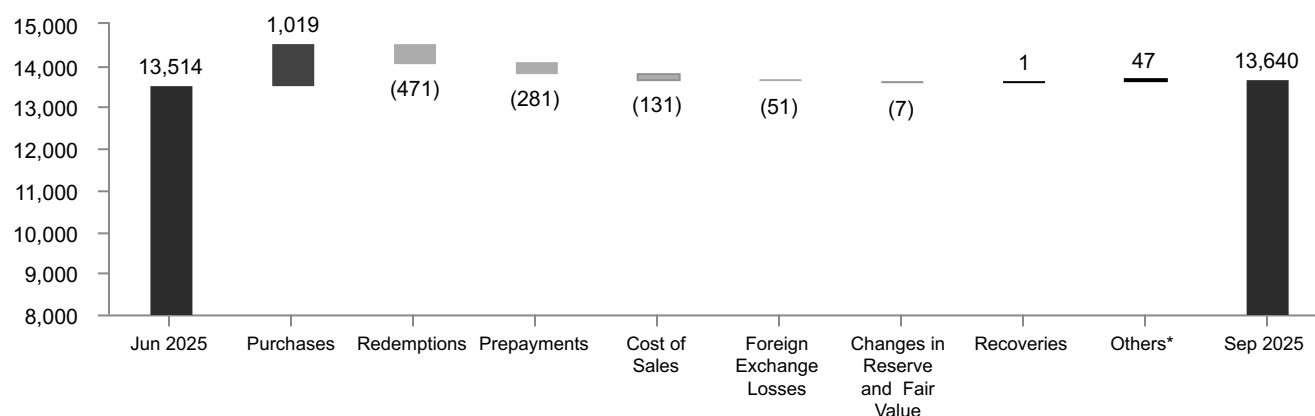 15,000
14,000
13,000
12,000
11,000
10,000
9,000
8,000
13,514
1,019
(471)
(281)
(131)
(51)
(7)
1
47
13,640
Jun 2025
Purchases
Redemptions
Prepayments
Cost of
Sales
Foreign
Exchange
Losses
Changes in
Reserve
and Fair
Value
Recoveries
Others*
Sep 2025